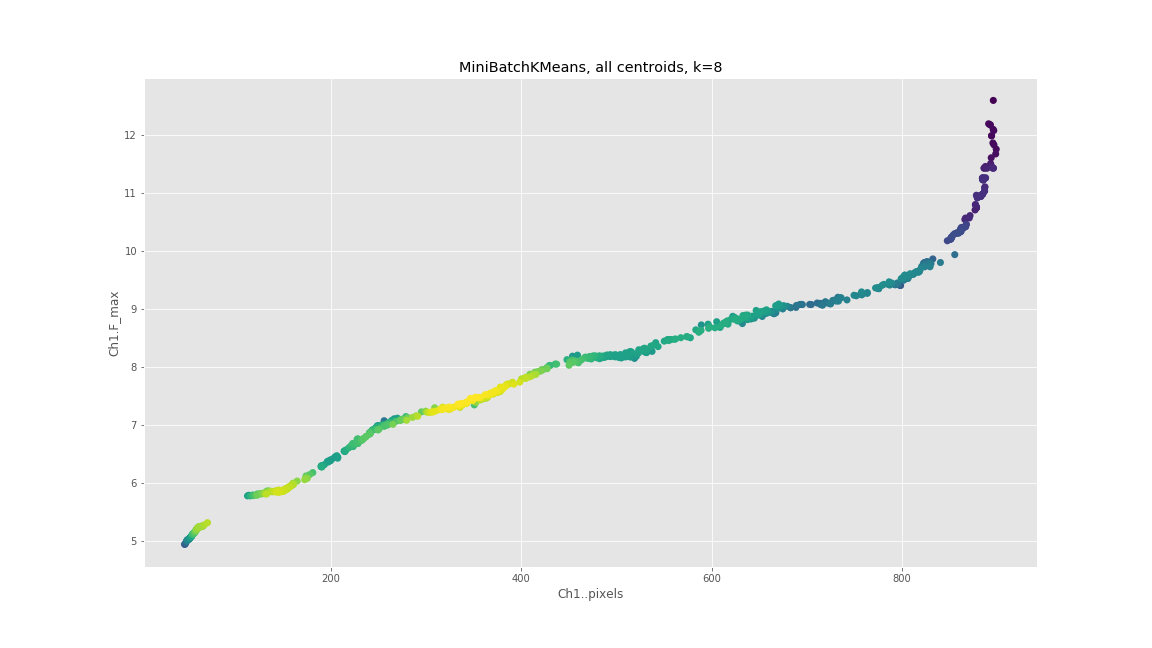 MiniBatchKMeans, all centroids, k=8
12
11
10
9
8
7
6
5
Ch1.F_max
200 400 600 800
Ch1..pixels